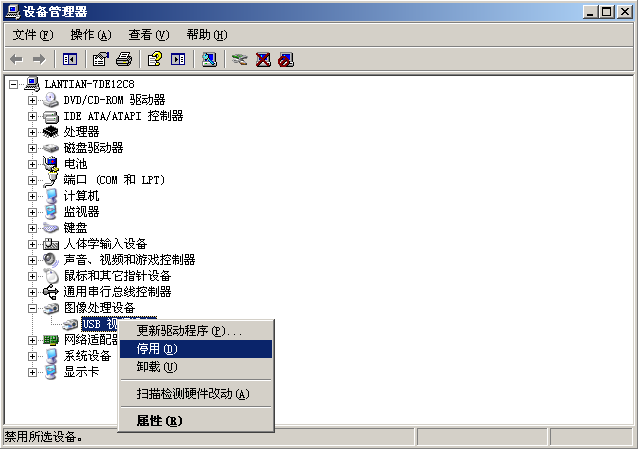 设备管理器
文件(F) 操作(A) 查看(V) 帮助(H)
LANTIAN-7DE12C8
DVD/CD-ROM 驱动器
IDE ATA/ATAPI 控制器
处理器
磁盘驱动器
电池
端口 (COM 和 LPT)
计算机
监视器
键盘
人体学输入设备
声音、视频和游戏控制器
鼠标和其它指针设备
通用串行总线控制器
图像处理设备
USB 视
网络适配器
系统设备
显示卡
更新驱动程序(P)...
停用(D)
卸载(U)
扫描检测硬件改动(A)
属性(R)
禁用所选设备。